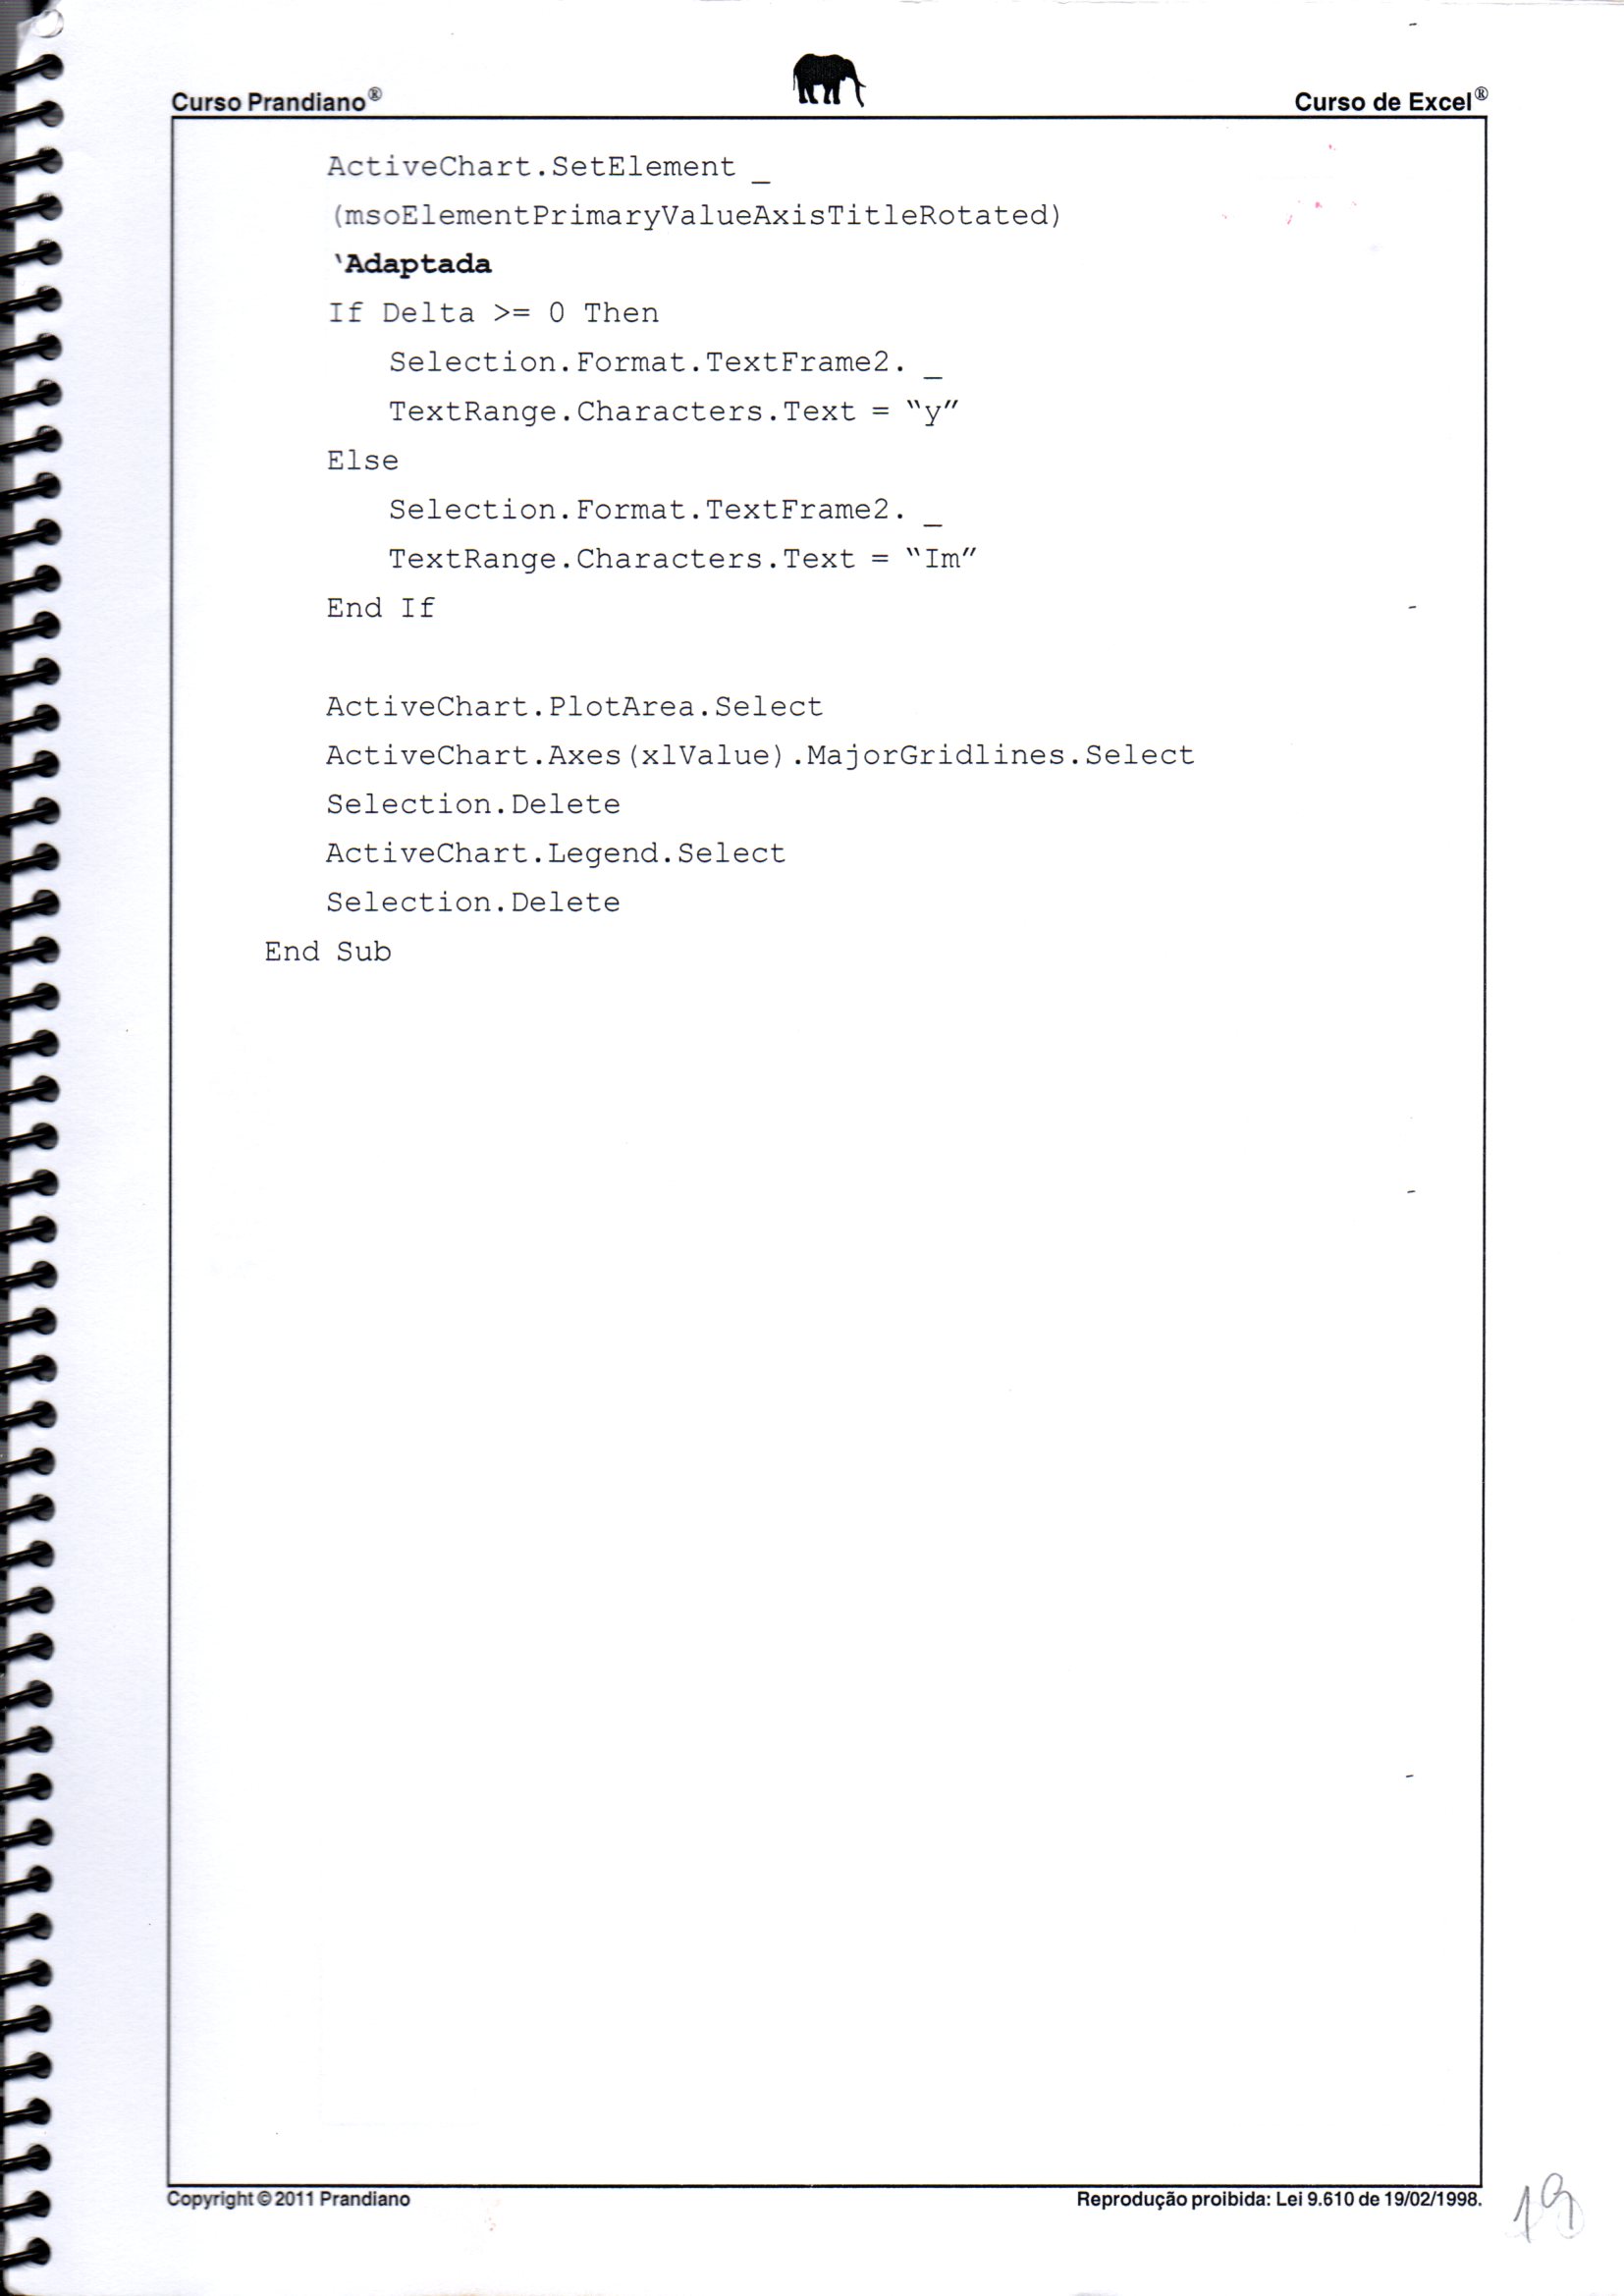 Curso Prandiano®
Curso de Excel®
ActiveChart.SetElement _
(msoElementPrimaryValueAxisTitleRotated)
‘Adaptada
If Delta >= 0 Then
Selection.Format.TextFrame2. _
TextRange.Characters.Text = “y”
Else
Selection.Format.TextFrame2. _
TextRange.Characters.Text = “Im”
End If
ActiveChart.PlotArea.Select
ActiveChart.Axes(xlValue).MajorGridlines.Select
Selection.Delete
ActiveChart.Legend.Select
Selection.Delete
End Sub
Copyright © 2011 Prandiano
Reprodução proibida: Lei 9.610 de 19/02/1998.
19